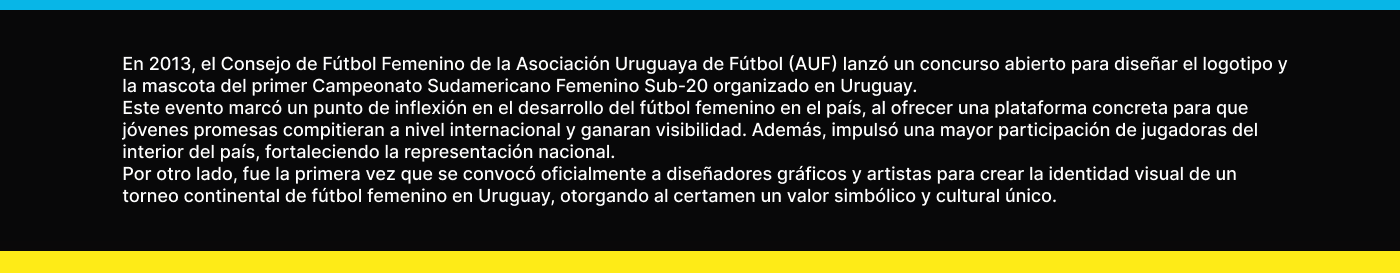 En 2013, el Consejo de Fútbol Femenino de la Asociación Uruguaya de Fútbol (AUF) lanzó un concurso abierto para diseñar el logotipo y
la mascota del primer Campeonato Sudamericano Femenino Sub-20 organizado en Uruguay.
Este evento marcó un punto de inflexión en el desarrollo del fútbol femenino en el país, al ofrecer una plataforma concreta para que
jóvenes promesas compitieran a nivel internacional y ganaran visibilidad. Además, impulsó una mayor participación de jugadoras del
interior del país, fortaleciendo la representación nacional.
Por otro lado, fue la primera vez que se convocó oficialmente a diseñadores gráficos y artistas para crear la identidad visual de un
torneo continental de fútbol femenino en Uruguay, otorgando al certamen un valor simbólico y cultural único.